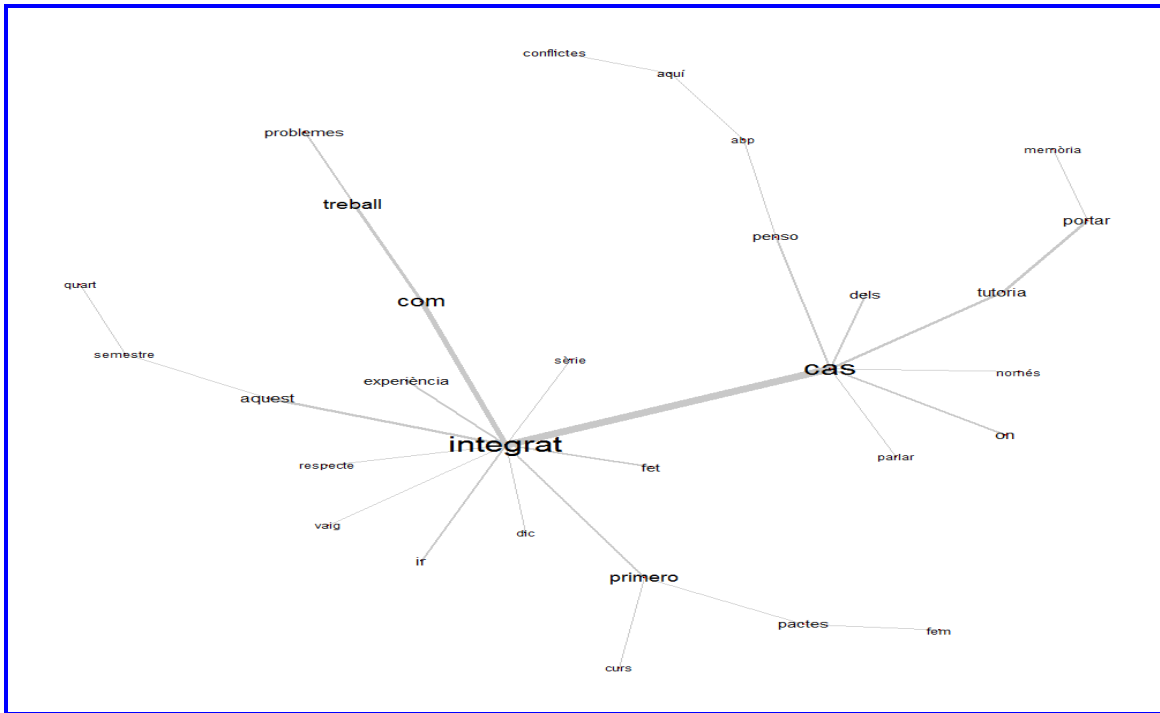 conflictes
aquí
problemes
abp
memòria
treball
portar
penso
quart
tutoria
dels
com
semestre
sèrie
cas
només
experiència
aquest
on
integrat
parlar
respecte
fet
vaig
dic
ir
primero
pactes
fem
curs